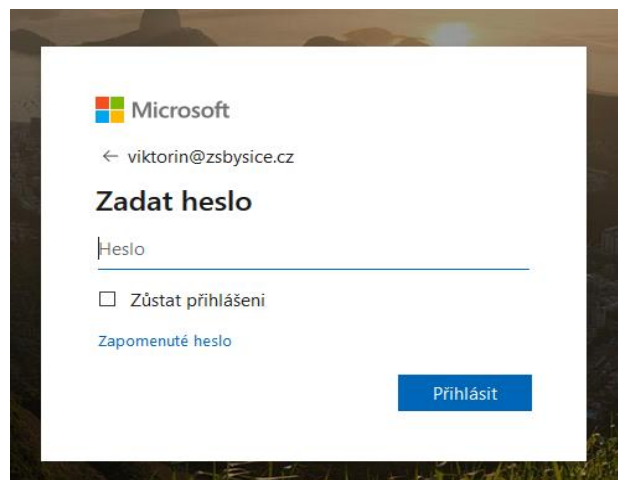 Microsoft
← viktorin@zsbysice.cz
Zadat heslo
Heslo
Zůstat přihlášeni
Zapomenuté heslo
Přihlásit